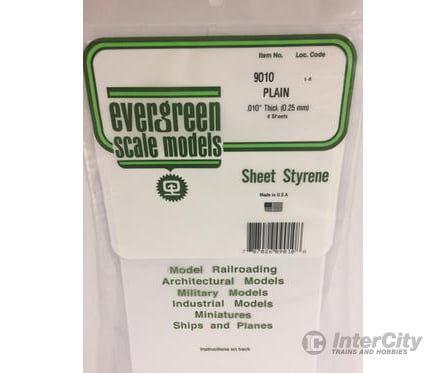 Item No. Loc. Code
9010
PLAIN
.010" Thick (0.25 mm)
4 Sheets
evergreen
scale models
Sheet Styrene
Made in U.S.A
Model Railroading
Architectural Models
Military Models
Industrial Models
Miniatures
Ships and Planes
Instructions on back
InterCity
TRAINS AND HOBBIES